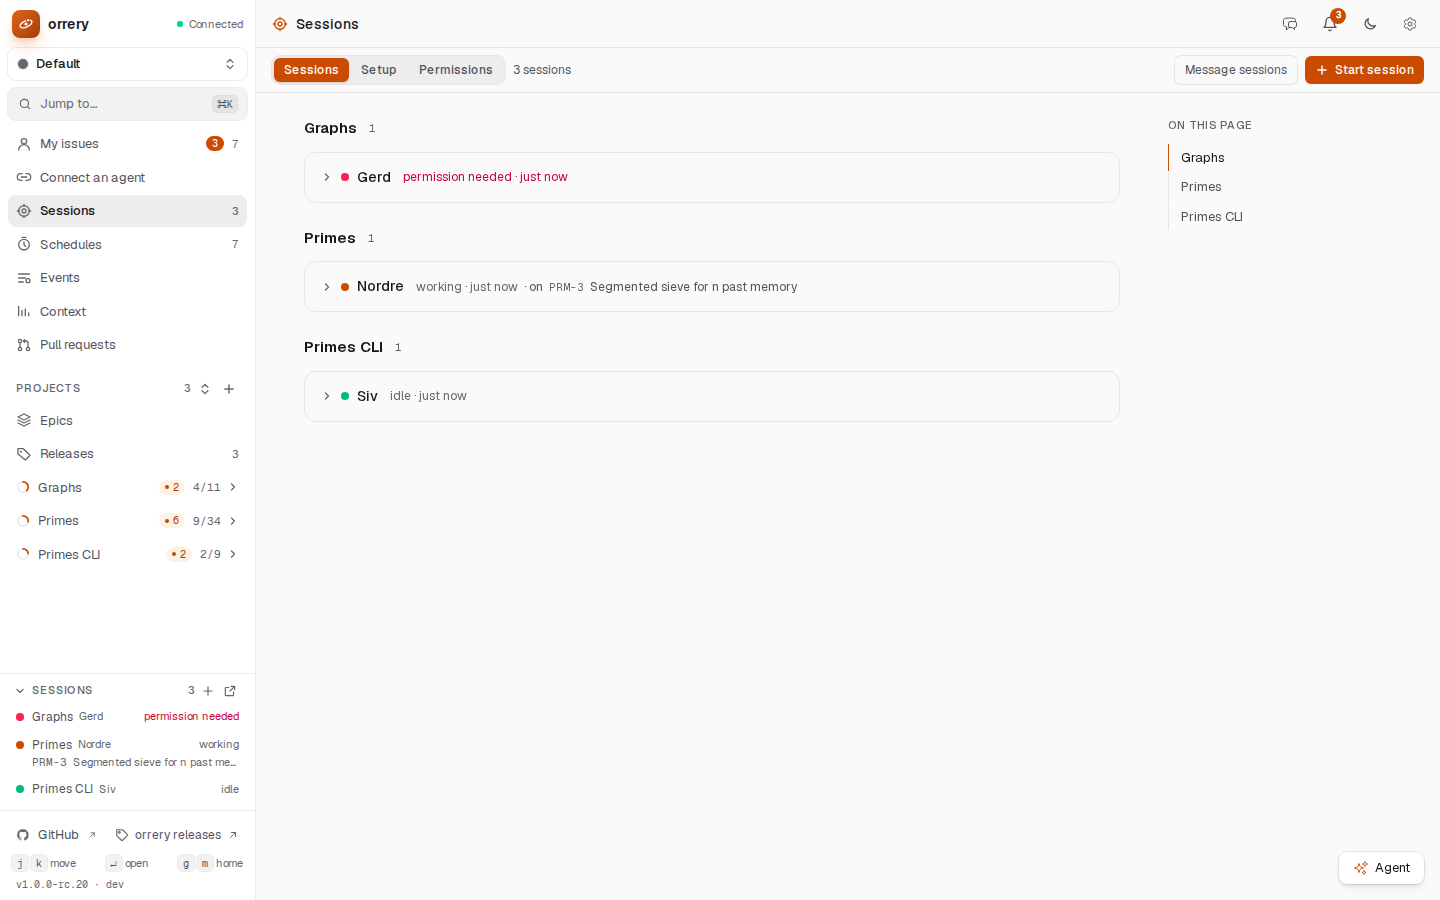 orrery
Connected
Default
Jump to...
⌘K
My issues 3 7
Connect an agent
Sessions 3
Schedules 7
Events
Context
Pull requests
PROJECTS 3
Epics
Releases 3
Graphs 2 4/11
Primes 6 9/34
Primes CLI 2 2/9
SESSIONS 3
Graphs Gerd permission needed
Primes Nordre working
PRM-3 Segmented sieve for n past me…
Primes CLI Siv idle
GitHub ↗ orrery releases ↗
j k move ↵ open g m home
v1.0.0-rc.20 · dev
Sessions
3
Sessions Setup Permissions 3 sessions
Message sessions
+ Start session
Graphs 1
Gerd permission needed · just now
Primes 1
Nordre working · just now · on PRM-3 Segmented sieve for n past memory
Primes CLI 1
Siv idle · just now
ON THIS PAGE
Graphs
Primes
Primes CLI
Agent